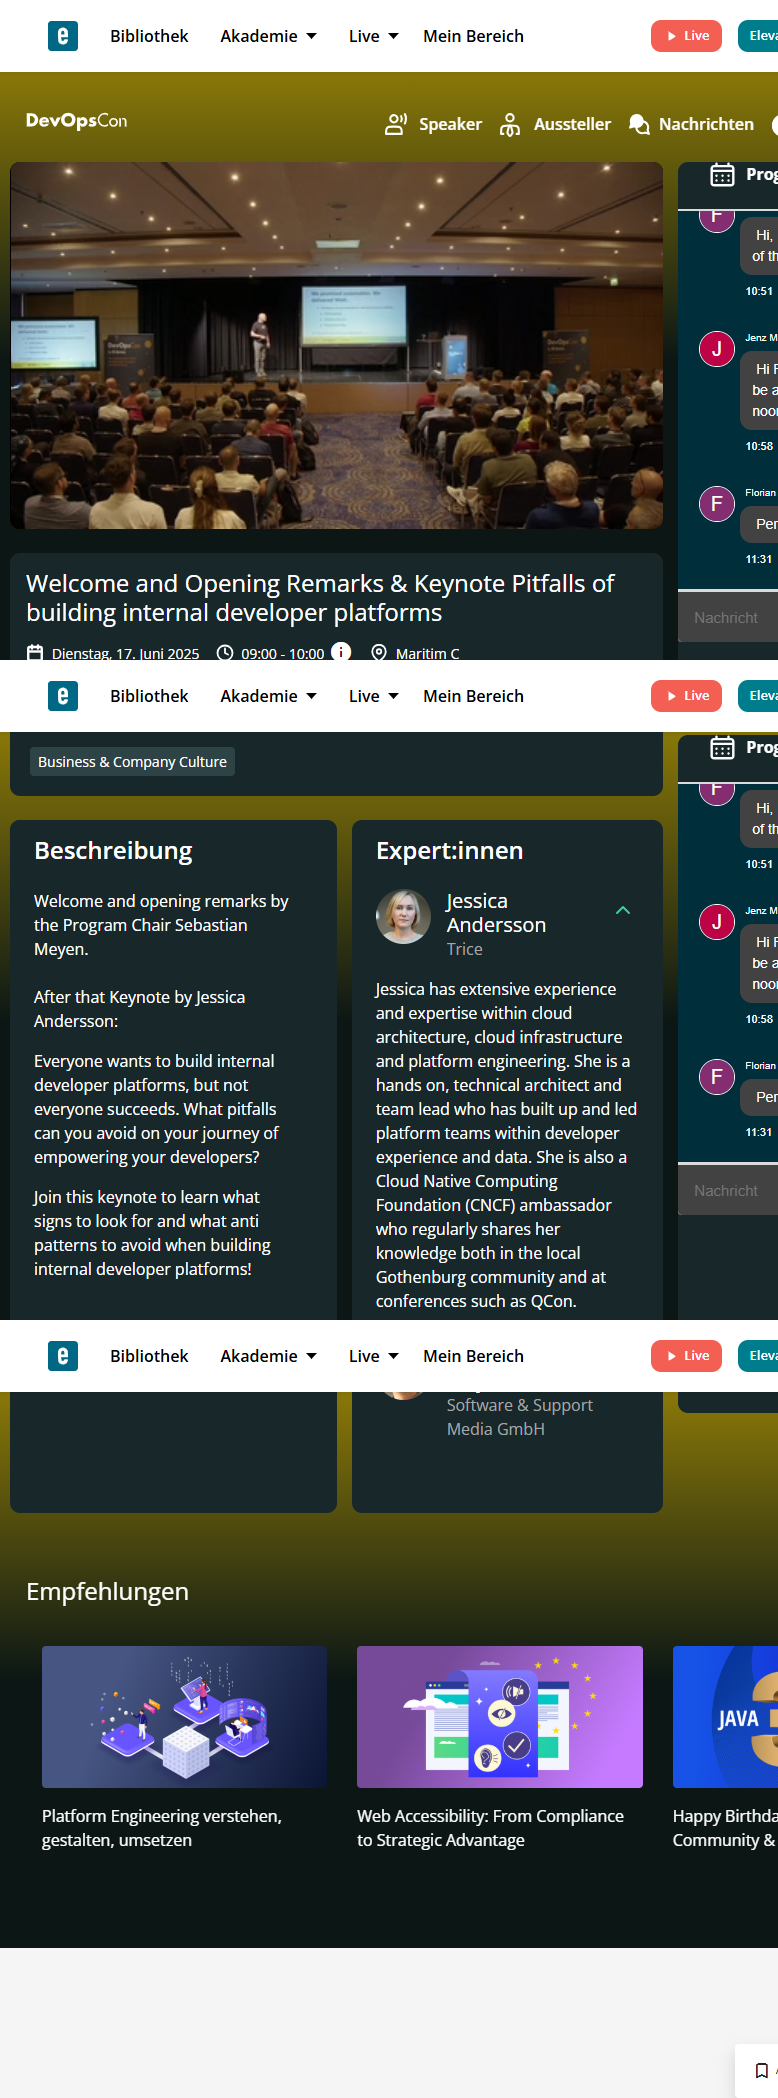 e Bibliothek Akademie Live Mein Bereich Live Eleva
DevOpsCon Speaker Aussteller Nachrichten
Prog
F
Hi,
of th
10:51
Jenz M
J
Hi F
be a
noor
10:58
Florian
F
Per
11:31
Nachricht
We promised automation. We
delivered YAML.
DevOpsCon
Welcome and Opening Remarks & Keynote Pitfalls of
building internal developer platforms
Dienstag, 17. Juni 2025 09:00 - 10:00 i Maritim C
e Bibliothek Akademie Live Mein Bereich Live Eleva
Business & Company Culture
Prog
F
Hi,
of th
10:51
Jenz M
J
Hi F
be a
noor
10:58
Florian
F
Per
11:31
Nachricht
Beschreibung
Welcome and opening remarks by
the Program Chair Sebastian
Meyen.
After that Keynote by Jessica
Andersson:
Everyone wants to build internal
developer platforms, but not
everyone succeeds. What pitfalls
can you avoid on your journey of
empowering your developers?
Join this keynote to learn what
signs to look for and what anti
patterns to avoid when building
internal developer platforms!
Expert:innen
Jessica
Andersson
Trice
Jessica has extensive experience
and expertise within cloud
architecture, cloud infrastructure
and platform engineering. She is a
hands on, technical architect and
team lead who has built up and led
platform teams within developer
experience and data. She is also a
Cloud Native Computing
Foundation (CNCF) ambassador
who regularly shares her
knowledge both in the local
Gothenburg community and at
conferences such as QCon.
e Bibliothek Akademie Live Mein Bereich Live Eleva
Software & Support
Media GmbH
Empfehlungen
JAVA 3
Platform Engineering verstehen,
gestalten, umsetzen
Web Accessibility: From Compliance
to Strategic Advantage
Happy Birthda
Community &